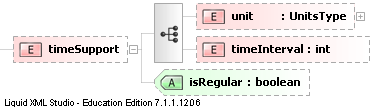 E unit : UnitsType
E timeSupport
E timeInterval : int
A isRegular : boolean
Liquid XML Studio - Education Edition 7.1.1.1206